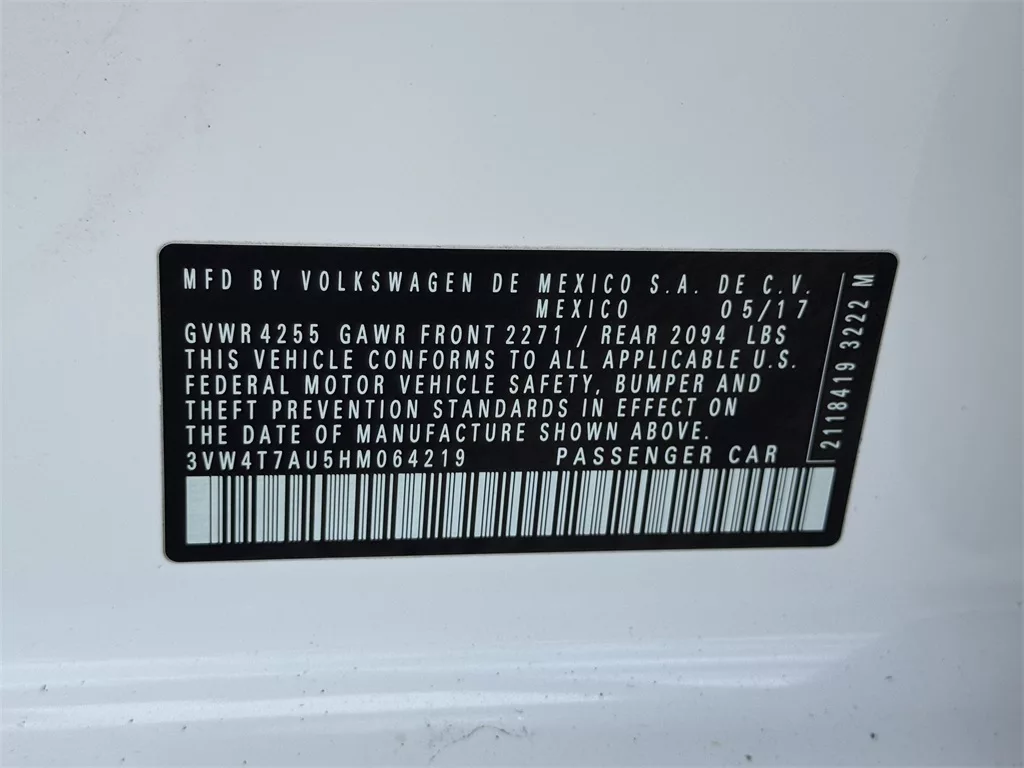 MFD BY VOLKSWAGEN DE MEXICO S.A. DE C.V.
MEXICO 05/17
GVWR 4255 GAWR FRONT 2271 / REAR 2094 LBS
THIS VEHICLE CONFORMS TO ALL APPLICABLE U.S.
FEDERAL MOTOR VEHICLE SAFETY, BUMPER AND
THEFT PREVENTION STANDARDS IN EFFECT ON
THE DATE OF MANUFACTURE SHOWN ABOVE.
3VW4T7AU5HM064219 PASSENGER CAR
2118419 3222 M